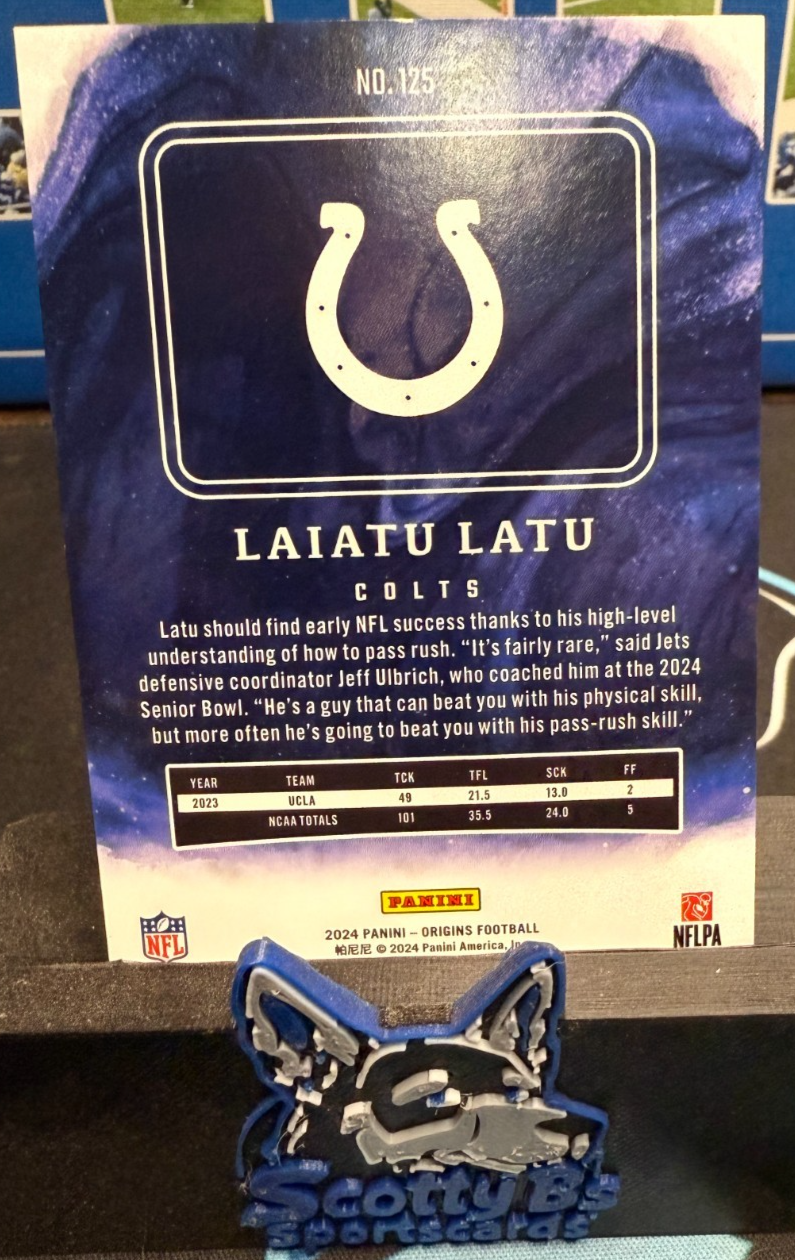 NO. 125
LAIATU LATU
COLTS
Latu should find early NFL success thanks to his high-level
understanding of how to pass rush. “It's fairly rare,” said Jets
defensive coordinator Jeff Ulbrich, who coached him at the 2024
Senior Bowl. “He's a guy that can beat you with his physical skill,
but more often he's going to beat you with his pass-rush skill.”
YEAR TEAM TCK TFL SCK FF
2023 UCLA 49 21.5 13.0 2
NCAA TOTALS 101 35.5 24.0 5
PANINI
NFL
2024 PANINI – ORIGINS FOOTBALL
帕尼尼 © 2024 Panini America,
NFLPA
Scotty B's
Sportscards